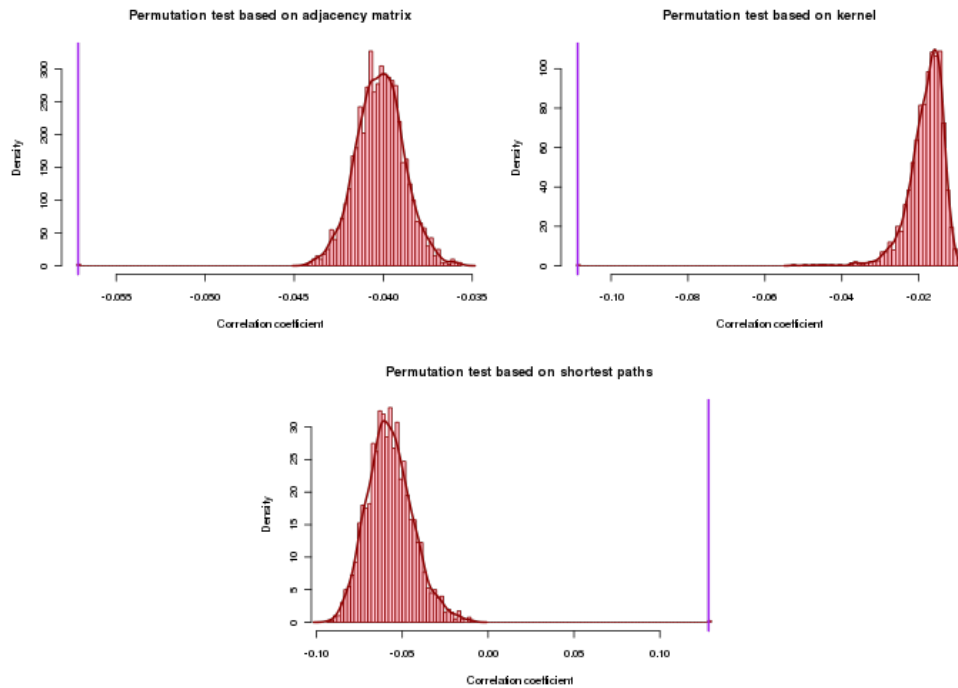 Permutation test based on adjacency matrix
300
250
200
150
100
50
0
Density
-0.055 -0.050 -0.045 -0.040 -0.035
Correlation coefficient
Permutation test based on kernel
100
80
60
40
20
0
Density
-0.10 -0.08 -0.06 -0.04 -0.02
Correlation coefficient
Permutation test based on shortest paths
30
25
20
15
10
5
0
Density
-0.10 -0.05 0.00 0.05 0.10
Correlation coefficient